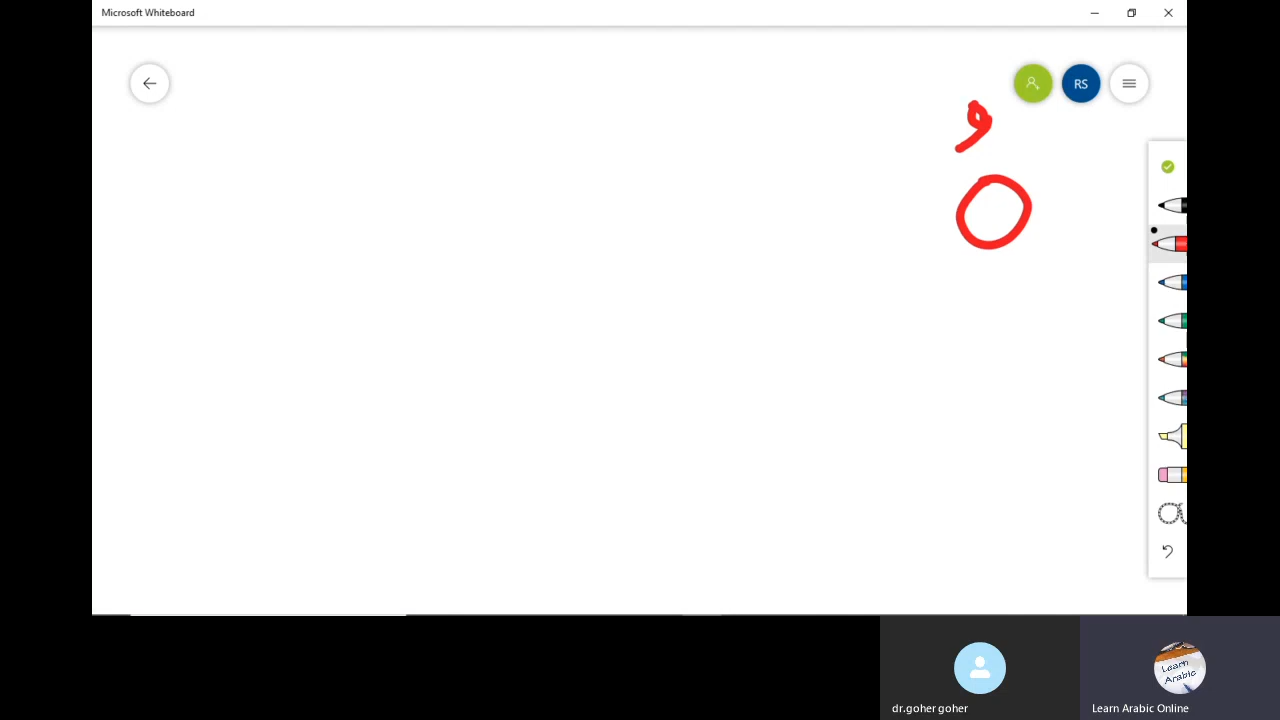 Microsoft Whiteboard
RS
و
dr.goher goher
Learn Arabic
Learn Arabic Online